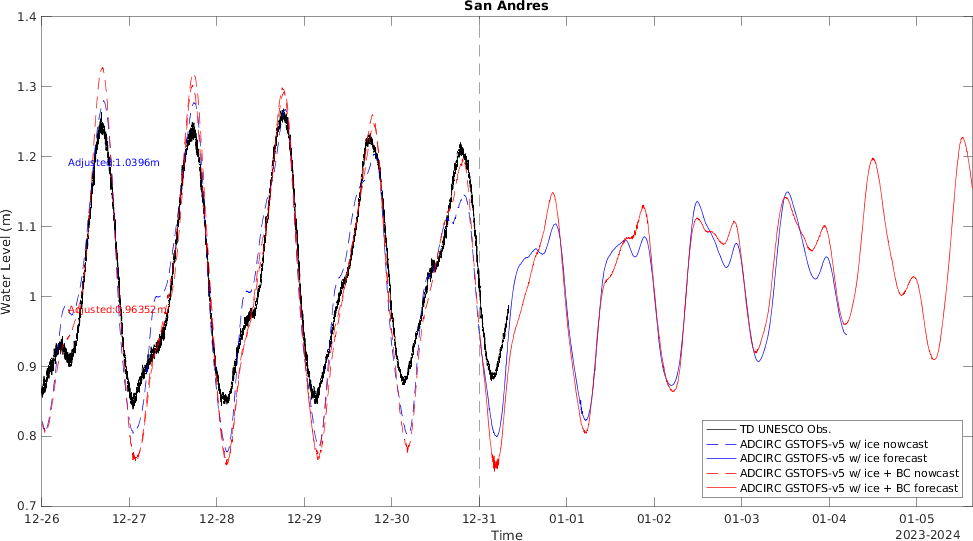 San Andres
1.4
1.3
1.2
1.1
1
0.9
0.8
0.7
Water Level (m)
Adjusted:1.0396m
Adjusted:0.96352m
TD UNESCO Obs.
ADCIRC GSTOFS-v5 w/ ice nowcast
ADCIRC GSTOFS-v5 w/ ice forecast
ADCIRC GSTOFS-v5 w/ ice + BC nowcast
ADCIRC GSTOFS-v5 w/ ice + BC forecast
12-26 12-27 12-28 12-29 12-30 12-31 01-01 01-02 01-03 01-04 01-05
Time
2023-2024